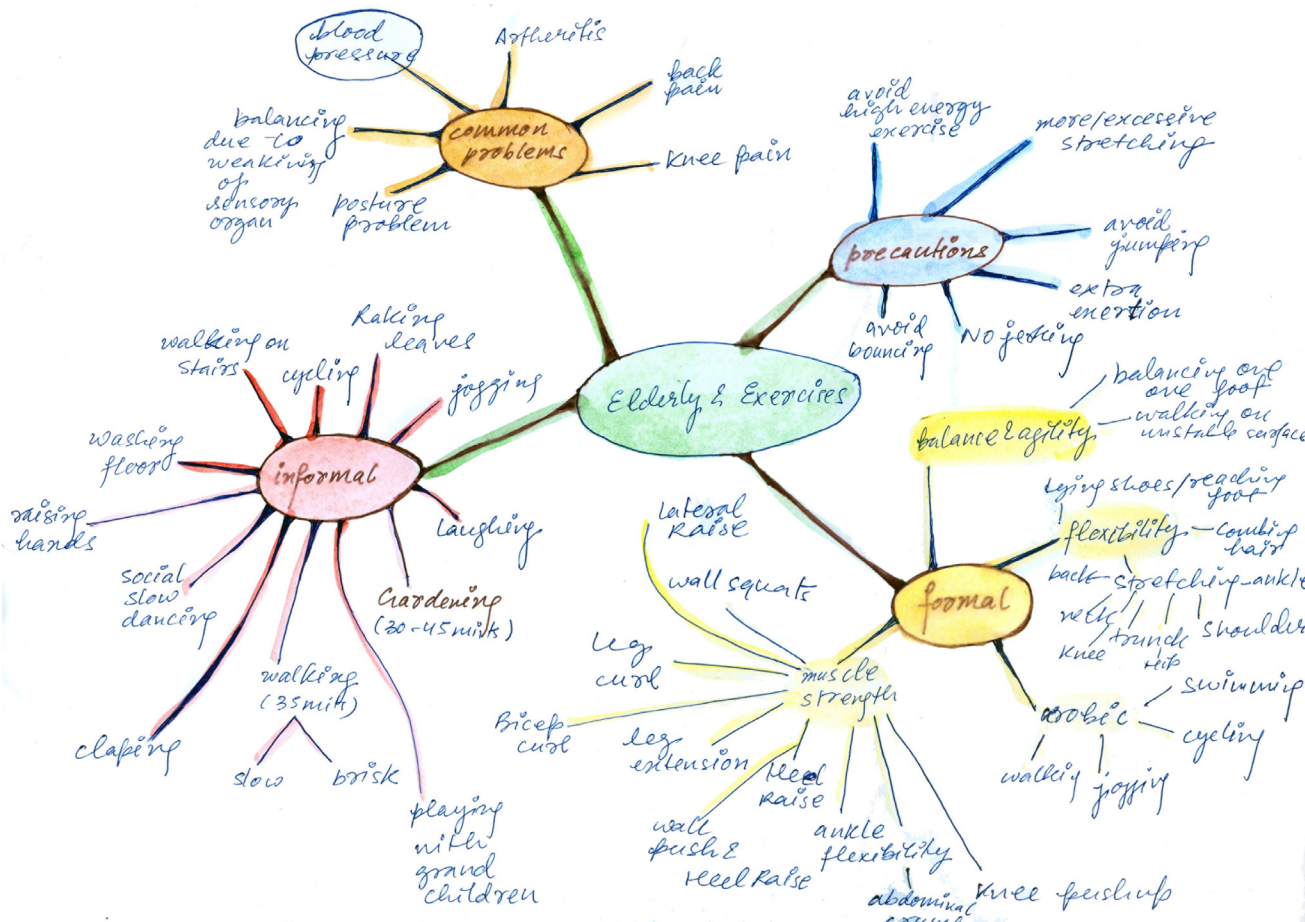 blood
pressure
Artheritis
back
pain
Knee pain
balancing
due to
weaking
of
sensory
organ
posture
problem
common
problems
avoid
high energy
exercise
more/excessive
stretching
avoid
jumping
extra
exertion
No jerking
avoid
bouncing
precautions
Elderly & Exercises
walking on
stairs
cycling
Raking
leaves
jogging
washing
floor
informal
raising
hands
laughing
social
slow
dancing
Gardening
(30-45 mints)
walking
(35 min)
slow
brisk
claping
playing
with
grand
children
balance & agility
balancing one
one foot
walking on
unstable surface
tying shoes/reaching
foot
flexibility
combing
hair
back
stretching
ankle
neck
Knee
trunck
Hip
shoulder
formal
aerobic
swimming
cycling
walkin
jogging
muscle
strength
lateral
Raise
wall squats
Leg
curl
Bicep
curl
leg
extension
Heel
Raise
wall
push &
Heel Raise
ankle
flexibility
abdominal
Knee pushup